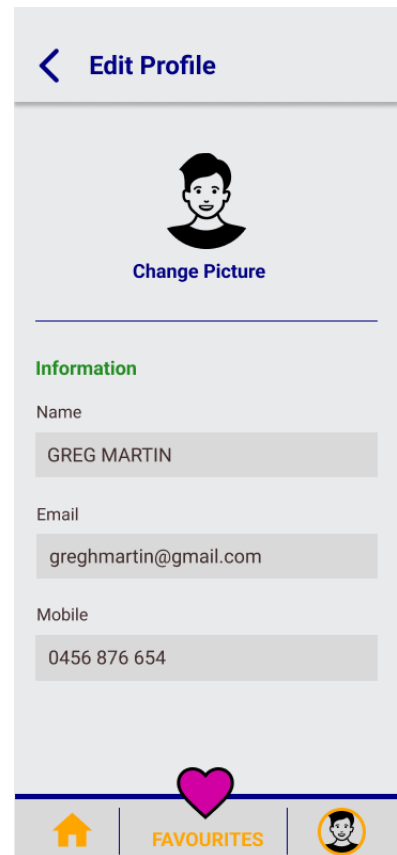 Edit Profile
Change Picture
Information
Name
GREG MARTIN
Email
greghmartin@gmail.com
Mobile
0456 876 654
FAVOURITES